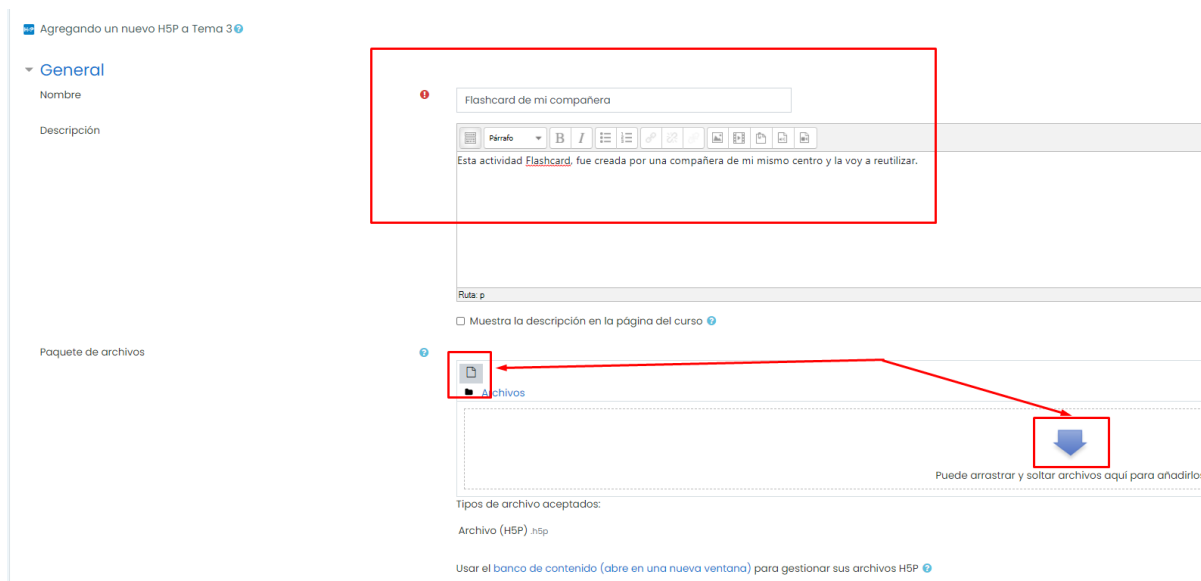 H5P Agregando un nuevo H5P a Tema 3
General
Nombre
Flashcard de mi compañera
Descripción
Párrafo
B I
Esta actividad Flashcard, fue creada por una compañera de mi mismo centro y la voy a reutilizar.
Ruta: p
Muestra la descripción en la página del curso
Paquete de archivos
Archivos
Puede arrastrar y soltar archivos aquí para añadirlos
Tipos de archivo aceptados:
Archivo (H5P) .h5p
Usar el banco de contenido (abre en una nueva ventana) para gestionar sus archivos H5P